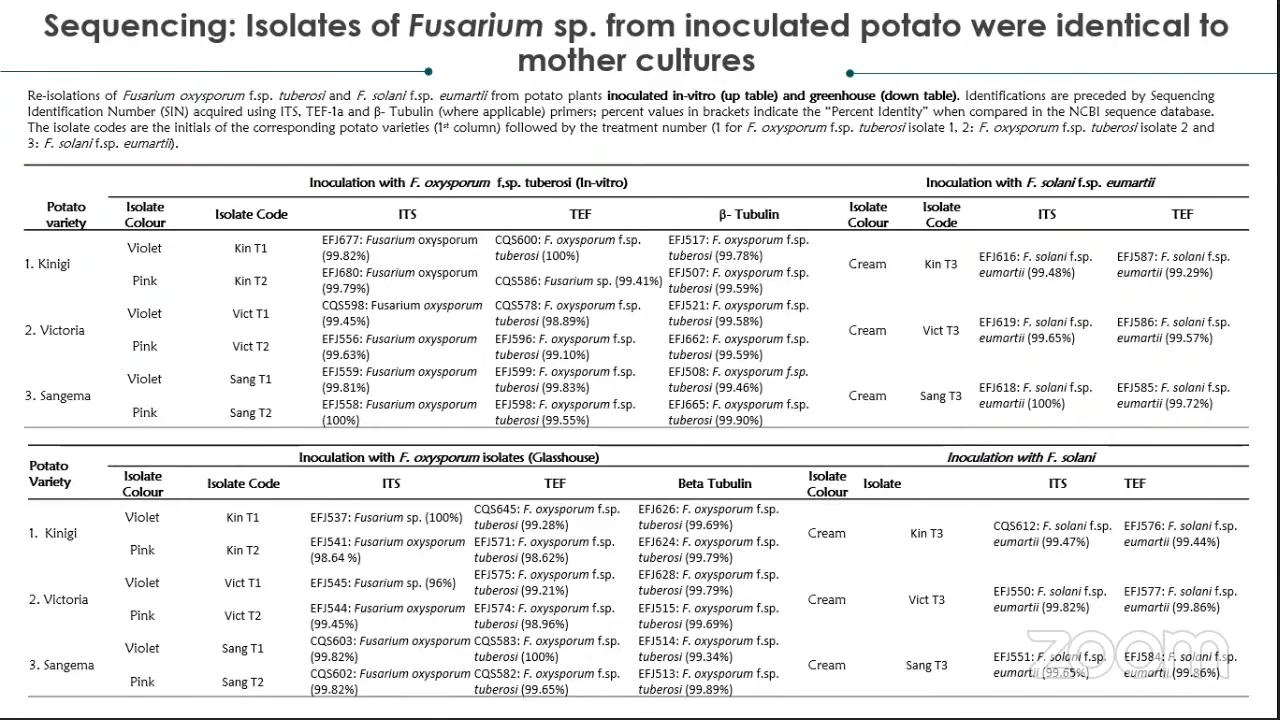 Sequencing: Isolates of Fusarium sp. from inoculated potato were identical to
mother cultures
Re-isolations of Fusarium oxysporum f.sp. tuberosi and F. solani f.sp. eumartii from potato plants inoculated in-vitro (up table) and greenhouse (down table). Identifications are preceded by Sequencing
Identification Number (SIN) acquired using ITS, TEF-1a and β- Tubulin (where applicable) primers; percent values in brackets indicate the "Percent Identity" when compared in the NCBI sequence database.
The isolate codes are the initials of the corresponding potato varieties (1st column) followed by the treatment number (1 for F. oxysporum f.sp. tuberosi isolate 1, 2: F. oxysporum f.sp. tuberosi isolate 2 and
3: F. solani f.sp. eumartii).
Inoculation with F. oxysporum f,sp. tuberosi (In-vitro) Inoculation with F. solani f.sp. eumartii
Potato variety Isolate Colour Isolate Code ITS TEF β- Tubulin Isolate Colour Isolate Code ITS TEF
1. Kinigi
Violet Kin T1 EFJ677: Fusarium oxysporum (99.82%) CQS600: F. oxysporum f.sp. tuberosi (100%) EFJ517: F. oxysporum f.sp. tuberosi (99.78%)
Pink Kin T2 EFJ680: Fusarium oxysporum (99.79%) CQS586: Fusarium sp. (99.41%) EFJ507: F. oxysporum f.sp. tuberosi (99.59%)
Cream Kin T3 EFJ616: F. solani f.sp. eumartii (99.48%) EFJ587: F. solani f.sp. eumartii (99.29%)
2. Victoria
Violet Vict T1 CQS598: Fusarium oxysporum (99.45%) CQS578: F. oxysporum f.sp. tuberosi (98.89%) EFJ521: F. oxysporum f.sp. tuberosi (99.58%)
Pink Vict T2 EFJ556: Fusarium oxysporum (99.63%) EFJ596: F. oxysporum f.sp. tuberosi (99.10%) EFJ662: F. oxysporum f.sp. tuberosi (99.59%)
Cream Vict T3 EFJ619: F. solani f.sp. eumartii (99.65%) EFJ586: F. solani f.sp. eumartii (99.57%)
3. Sangema
Violet Sang T1 EFJ559: Fusarium oxysporum (99.81%) EFJ599: F. oxysporum f.sp. tuberosi (99.83%) EFJ508: F. oxysporum f.sp. tuberosi (99.46%)
Pink Sang T2 EFJ558: Fusarium oxysporum (100%) EFJ598: F. oxysporum f.sp. tuberosi (99.55%) EFJ665: F. oxysporum f.sp. tuberosi (99.90%)
Cream Sang T3 EFJ618: F. solani f.sp. eumartii (100%) EFJ585: F. solani f.sp. eumartii (99.72%)
Inoculation with F. oxysporum isolates (Glasshouse) Inoculation with F. solani
Potato Variety Isolate Colour Isolate Code ITS TEF Beta Tubulin Isolate Colour Isolate ITS TEF
1. Kinigi
Violet Kin T1 EFJ537: Fusarium sp. (100%) CQS645: F. oxysporum f.sp. tuberosi (99.28%) EFJ626: F. oxysporum f.sp. tuberosi (99.69%)
Pink Kin T2 EFJ541: Fusarium oxysporum (98.64 %) EFJ571: F. oxysporum f.sp. tuberosi (98.62%) EFJ624: F. oxysporum f.sp. tuberosi (99.79%)
Cream Kin T3 CQS612: F. solani f.sp. eumartii (99.47%) EFJ576: F. solani f.sp. eumartii (99.44%)
2. Victoria
Violet Vict T1 EFJ545: Fusarium sp. (96%) EFJ575: F. oxysporum f.sp. tuberosi (99.21%) EFJ628: F. oxysporum f.sp. tuberosi (99.79%)
Pink Vict T2 EFJ544: Fusarium oxysporum (99.45%) EFJ574: F. oxysporum f.sp. tuberosi (98.96%) EFJ515: F. oxysporum f.sp. tuberosi (99.69%)
Cream Vict T3 EFJ550: F. solani f.sp. eumartii (99.82%) EFJ577: F. solani f.sp. eumartii (99.86%)
3. Sangema
Violet Sang T1 CQS603: Fusarium oxysporum (99.82%) CQS583: F. oxysporum f.sp. tuberosi (100%) EFJ514: F. oxysporum f.sp. tuberosi (99.34%)
Pink Sang T2 CQS602: Fusarium oxysporum (99.82%) CQS582: F. oxysporum f.sp. tuberosi (99.65%) EFJ513: F. oxysporum f.sp. tuberosi (99.89%)
Cream Sang T3 EFJ551: F. solani f.sp. eumartii (99.65%) EFJ584: F. solani f.sp. eumartii (99.86%)
zoom